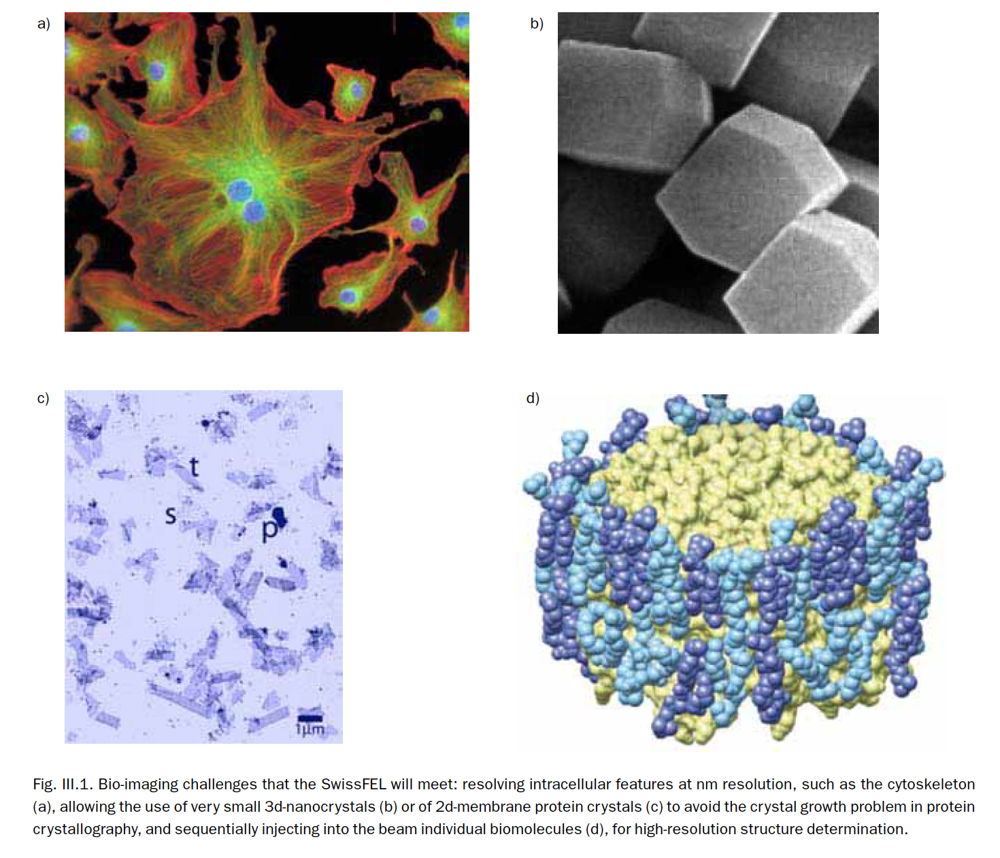 a)
b)
c)
d)
t
s
p
1μm
Fig. III.1. Bio-imaging challenges that the SwissFEL will meet: resolving intracellular features at nm resolution, such as the cytoskeleton
(a), allowing the use of very small 3d-nanocrystals (b) or of 2d-membrane protein crystals (c) to avoid the crystal growth problem in protein
crystallography, and sequentially injecting into the beam individual biomolecules (d), for high-resolution structure determination.